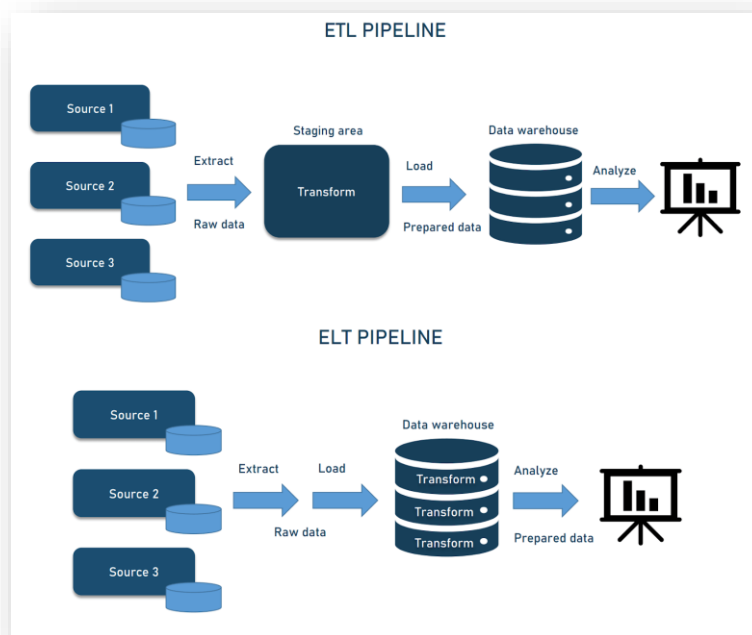 ETL PIPELINE
Source 1
Source 2
Source 3
Extract
Raw data
Staging area
Transform
Load
Prepared data
Data warehouse
Analyze
ELT PIPELINE
Source 1
Source 2
Source 3
Extract
Load
Raw data
Data warehouse
Transform
Transform
Transform
Analyze
Prepared data